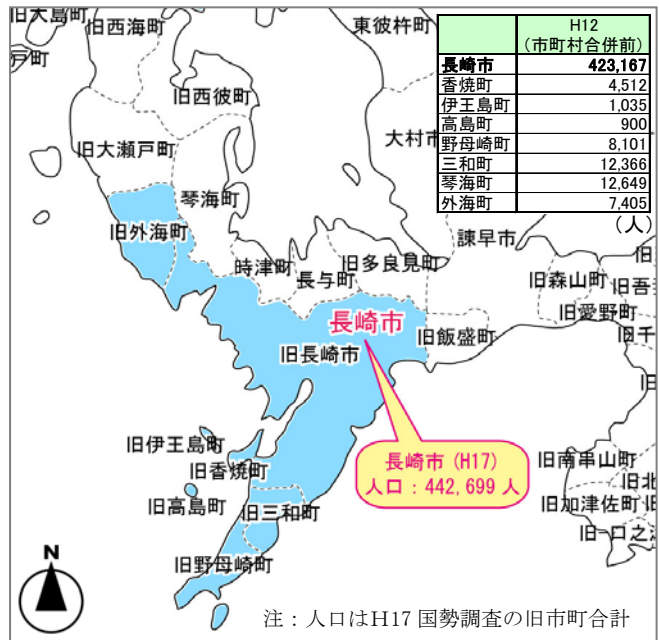 旧大島町
旧西海町
東彼杵町
戸町
旧西彼町
旧大瀬戸町
大村市
琴海町
旧外海町
時津町
長与町
旧多良見町
諫早市
旧森山町
旧愛野町
長崎市
旧長崎市
旧飯盛町
旧伊王島町
旧香焼町
旧高島町
旧三和町
旧野母崎町
旧南串山町
旧加津佐町
長崎市 (H17)
人口 : 442,699 人
H12
(市町村合併前)
長崎市 423,167
香焼町 4,512
伊王島町 1,035
高島町 900
野母崎町 8,101
三和町 12,366
琴海町 12,649
外海町 7,405
(人)
N
注：人口はH17 国勢調査の旧市町合計